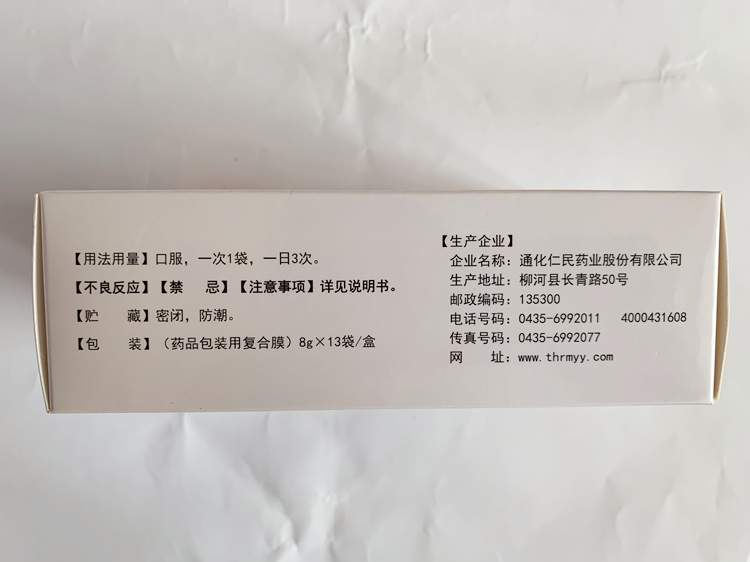 【用法用量】口服，一次1袋，一日3次。
【不良反应】【禁　忌】【注意事项】详见说明书。
【贮　藏】密闭，防潮。
【包　装】（药品包装用复合膜）8g×13袋/盒
【生产企业】
企业名称：通化仁民药业股份有限公司
生产地址：柳河县长青路50号
邮政编码：135300
电话号码：0435-6992011　4000431608
传真号码：0435-6992077
网　　址：www.thrmyy.com